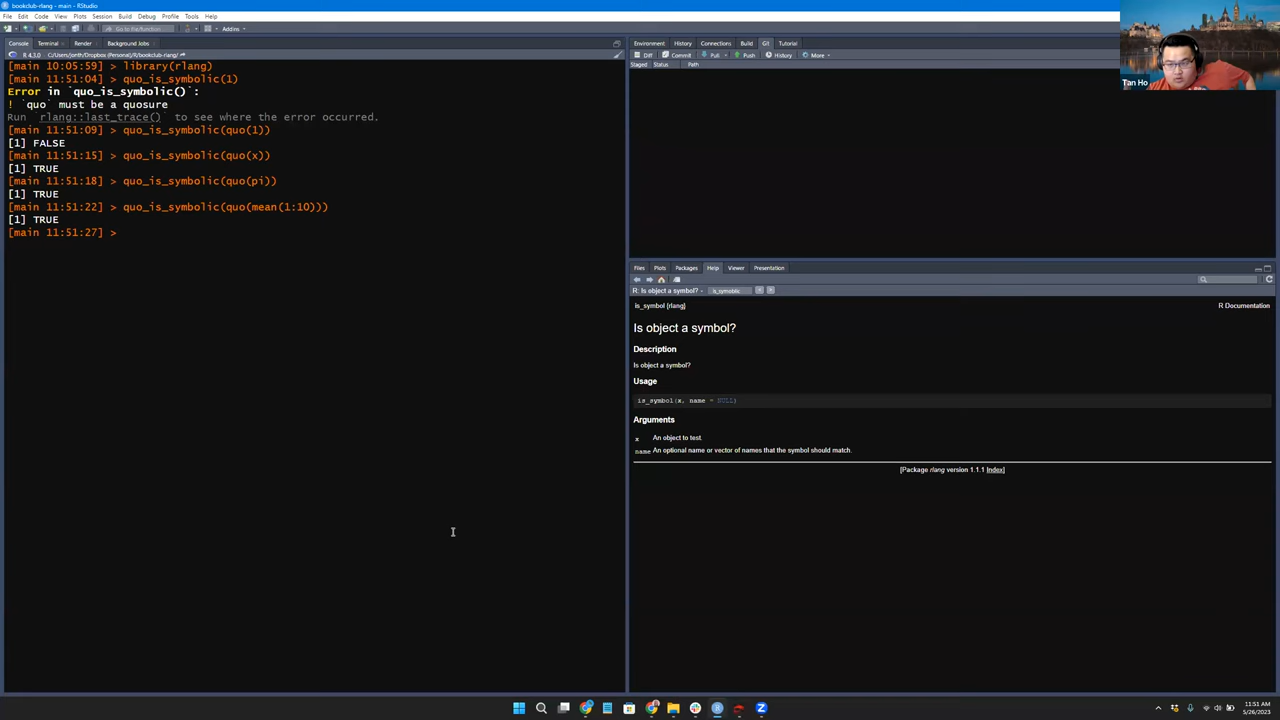 bookclub-rlang - main - RStudio
File Edit Code View Plots Session Build Debug Profile Tools Help
Go to file/function
Addins
Console Terminal Render Background Jobs
R 4.3.0 · C:/Users/jonth/Dropbox (Personal)/R/bookclub-rlang/
[main 10:05:59] > library(rlang)
[main 11:51:04] > quo_is_symbolic(1)
Error in `quo_is_symbolic()`:
! `quo` must be a quosure
Run `rlang::last_trace()` to see where the error occurred.
[main 11:51:09] > quo_is_symbolic(quo(1))
[1] FALSE
[main 11:51:15] > quo_is_symbolic(quo(x))
[1] TRUE
[main 11:51:18] > quo_is_symbolic(quo(pi))
[1] TRUE
[main 11:51:22] > quo_is_symbolic(quo(mean(1:10)))
[1] TRUE
[main 11:51:27] >
Environment History Connections Build Git Tutorial
Diff Commit Pull Push History More
Staged Status Path
Tan Ho
Files Plots Packages Help Viewer Presentation
R: Is object a symbol? is_symoblic
is_symbol {rlang} R Documentation
Is object a symbol?
Description
Is object a symbol?
Usage
is_symbol(x, name = NULL)
Arguments
x An object to test.
name An optional name or vector of names that the symbol should match.
[Package rlang version 1.1.1 Index]
11:51 AM
5/26/2023